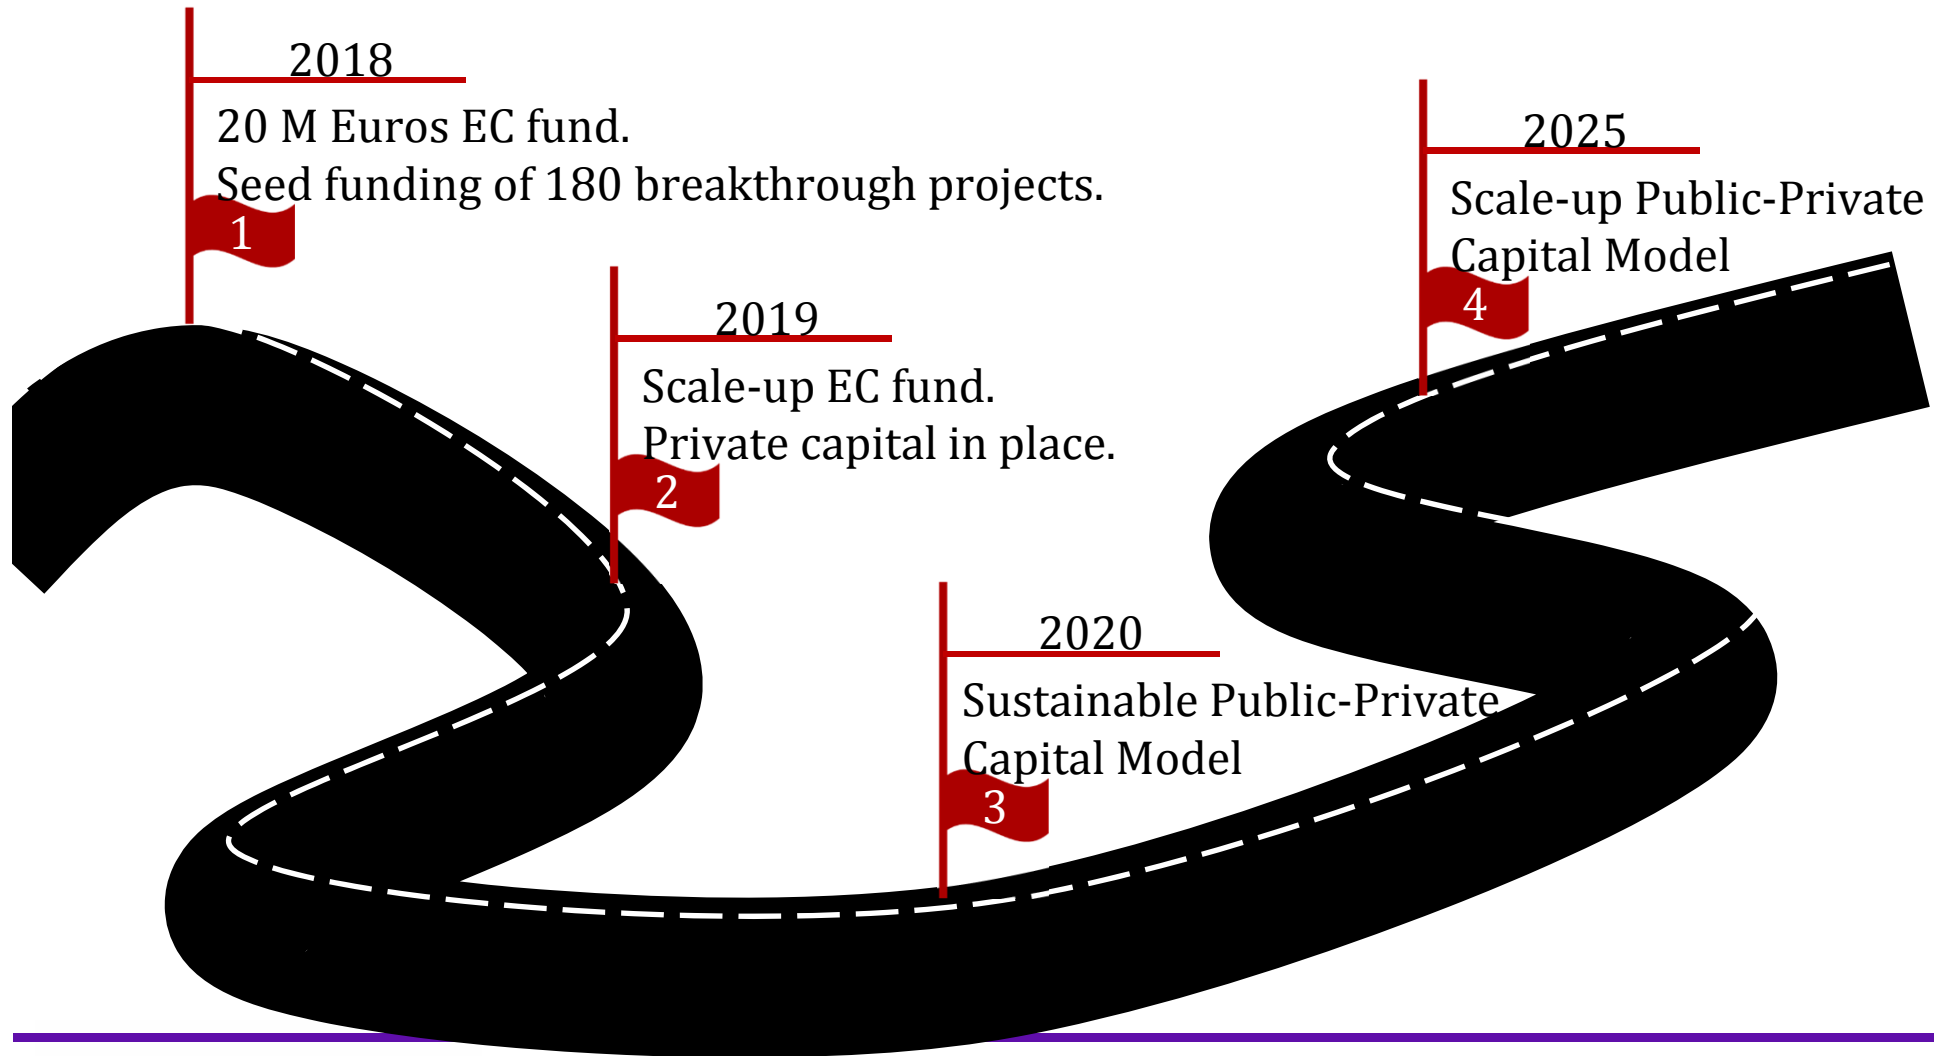 2018
20 M Euros EC fund.
Seed funding of 180 breakthrough projects.
1
2019
Scale-up EC fund.
Private capital in place.
2
2020
Sustainable Public-Private
Capital Model
3
2025
Scale-up Public-Private
Capital Model
4